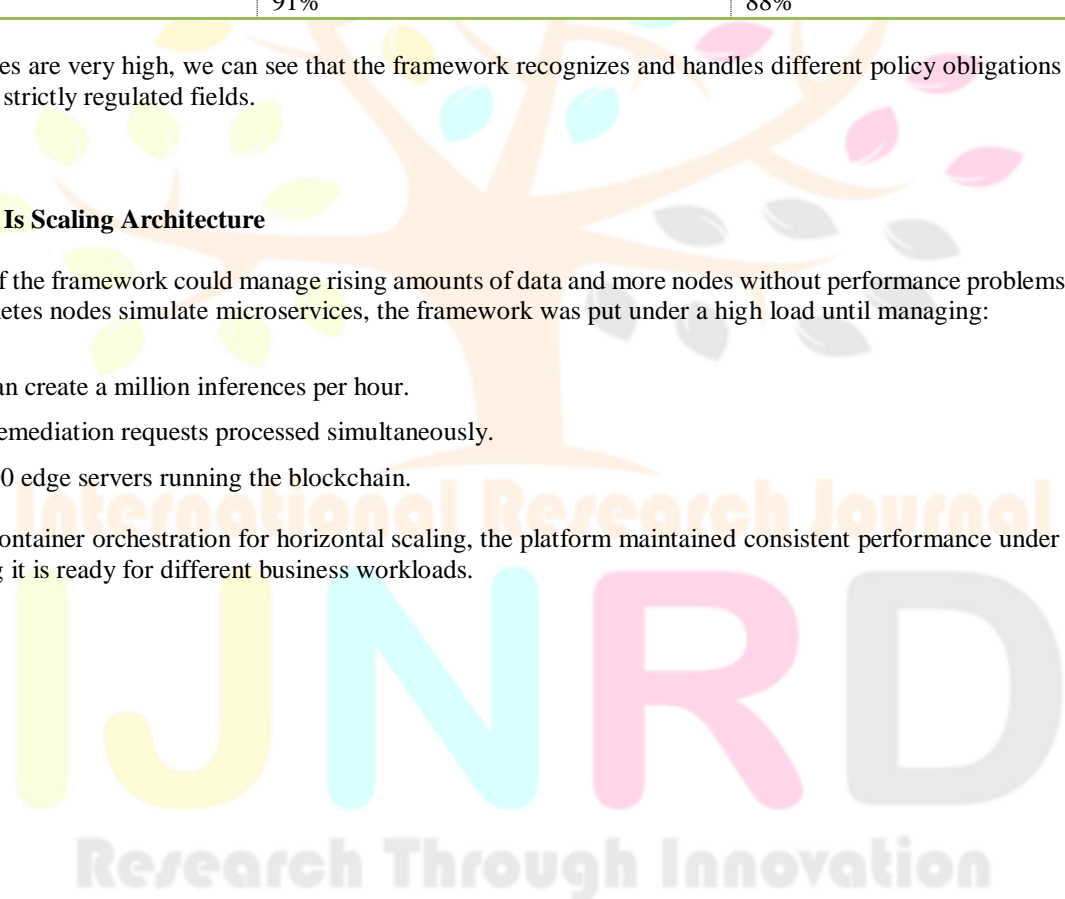 91% 88%
es are very high, we can see that the framework recognizes and handles different policy obligations
strictly regulated fields.
Is Scaling Architecture
f the framework could manage rising amounts of data and more nodes without performance problems
etes nodes simulate microservices, the framework was put under a high load until managing:
an create a million inferences per hour.
emediation requests processed simultaneously.
0 edge servers running the blockchain.
International Research Journal
ontainer orchestration for horizontal scaling, the platform maintained consistent performance under
g it is ready for different business workloads.
IJNRD
Research Through Innovation